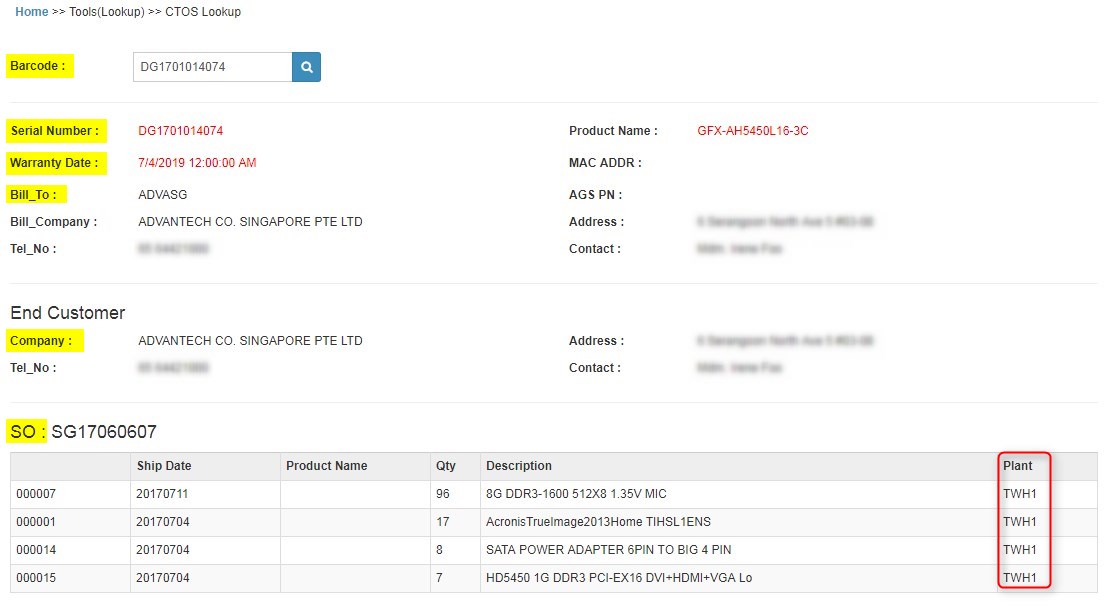 Home >> Tools(Lookup) >> CTOS Lookup
Barcode : DG1701014074
Serial Number : DG1701014074 Product Name : GFX-AH5450L16-3C
Warranty Date : 7/4/2019 12:00:00 AM MAC ADDR :
Bill_To : ADVASG AGS PN :
Bill_Company : ADVANTECH CO. SINGAPORE PTE LTD Address :
Tel_No : Contact :
End Customer
Company : ADVANTECH CO. SINGAPORE PTE LTD Address :
Tel_No : Contact :
SO : SG17060607
Ship Date Product Name Qty Description Plant
000007 20170711 96 8G DDR3-1600 512X8 1.35V MIC TWH1
000001 20170704 17 AcronisTrueImage2013Home TIHSL1ENS TWH1
000014 20170704 8 SATA POWER ADAPTER 6PIN TO BIG 4 PIN TWH1
000015 20170704 7 HD5450 1G DDR3 PCI-EX16 DVI+HDMI+VGA Lo TWH1